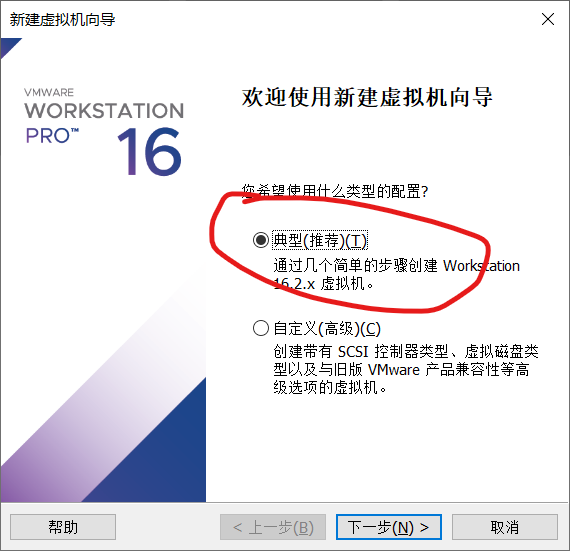 新建虚拟机向导
VMWARE
WORKSTATION
PRO™ 16
欢迎使用新建虚拟机向导
您希望使用什么类型的配置?
典型(推荐)(T)
通过几个简单的步骤创建 Workstation
16.2.x 虚拟机。
自定义(高级)(C)
创建带有 SCSI 控制器类型、虚拟磁盘类
型以及与旧版 VMware 产品兼容性等高
级选项的虚拟机。
帮助
< 上一步(B)
下一步(N) >
取消